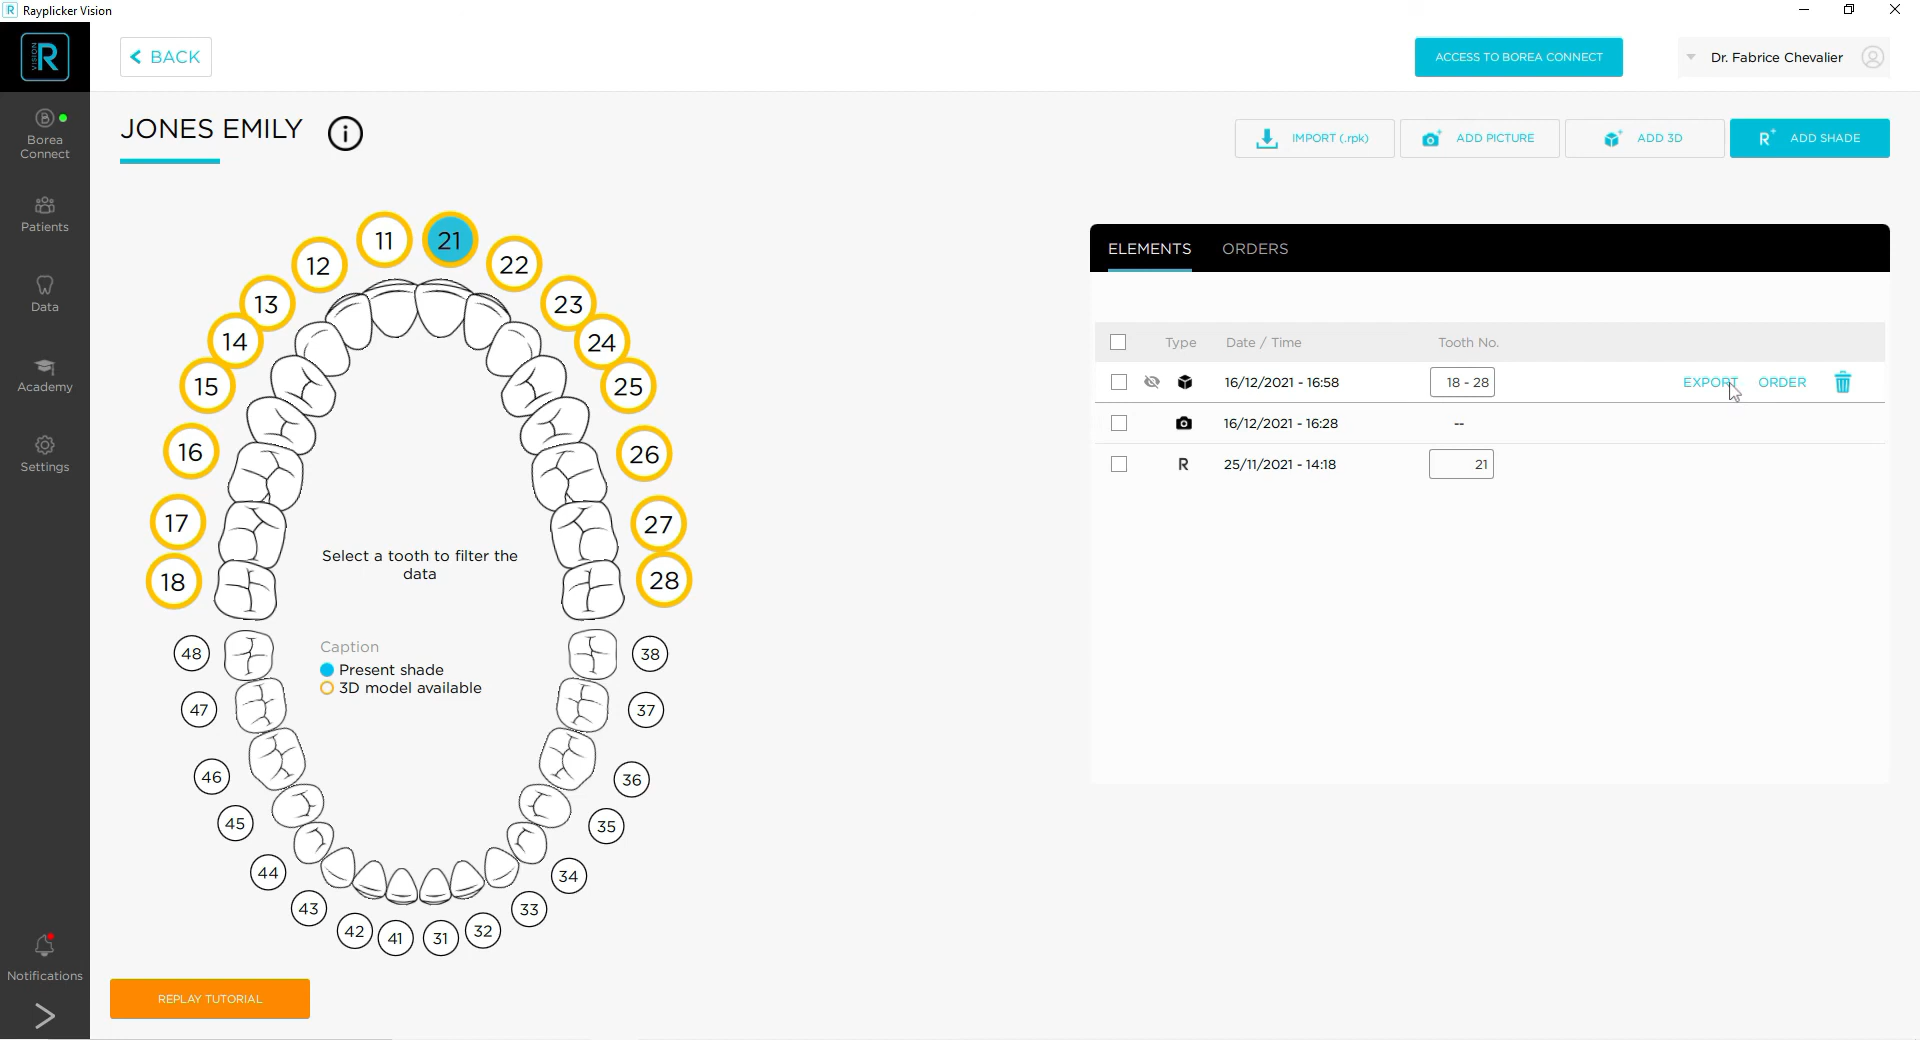 Rayplicker Vision
R
VISION
BACK
ACCESS TO BOREA CONNECT
Dr. Fabrice Chevalier
Borea
Connect
Patients
Data
Academy
Settings
Notifications
JONES EMILY
IMPORT (.rpk)
ADD PICTURE
ADD 3D
R+ ADD SHADE
11 21
12 22
13 23
14 24
15 25
16 26
17 27
18 28
Select a tooth to filter the
data
Caption
Present shade
3D model available
48 38
47 37
46 36
45 35
44 34
43 33
42 41 31 32
REPLAY TUTORIAL
ELEMENTS ORDERS
Type Date / Time Tooth No.
16/12/2021 - 16:58 18 - 28 EXPORT ORDER
16/12/2021 - 16:28 --
R 25/11/2021 - 14:18 21